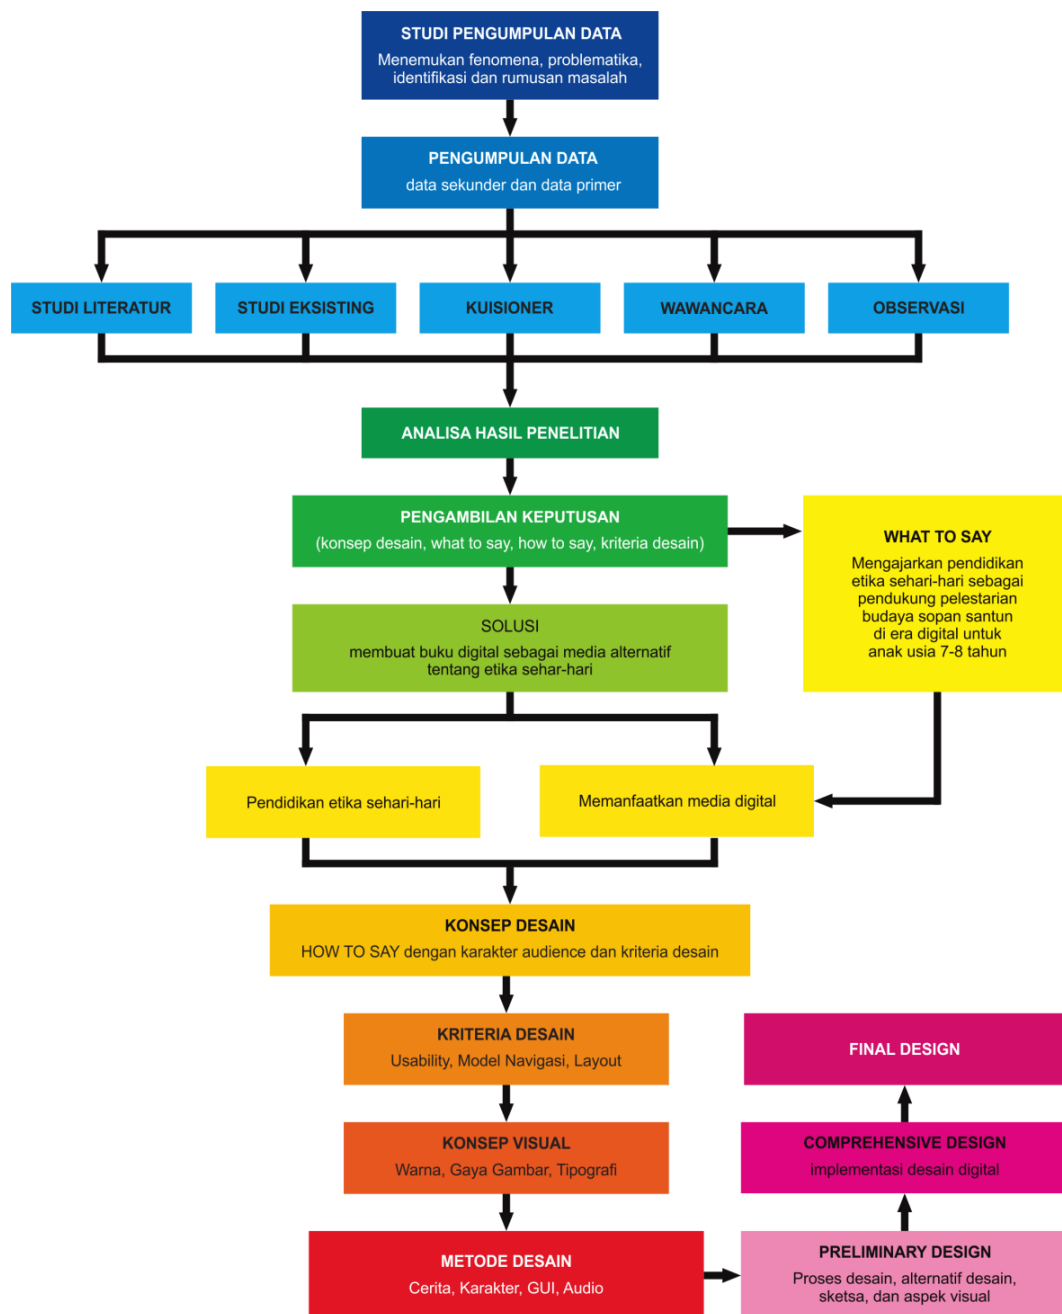 STUDI PENGUMPULAN DATA
Menemukan fenomena, problematika,
identifikasi dan rumusan masalah
PENGUMPULAN DATA
data sekunder dan data primer
STUDI LITERATUR
STUDI EKSISTING
KUISIONER
WAWANCARA
OBSERVASI
ANALISA HASIL PENELITIAN
PENGAMBILAN KEPUTUSAN
(konsep desain, what to say, how to say, kriteria desain)
WHAT TO SAY
Mengajarkan pendidikan
etika sehari-hari sebagai
pendukung pelestarian
budaya sopan santun
di era digital untuk
anak usia 7-8 tahun
SOLUSI
membuat buku digital sebagai media alternatif
tentang etika sehar-hari
Pendidikan etika sehari-hari
Memanfaatkan media digital
KONSEP DESAIN
HOW TO SAY dengan karakter audience dan kriteria desain
KRITERIA DESAIN
Usability, Model Navigasi, Layout
KONSEP VISUAL
Warna, Gaya Gambar, Tipografi
METODE DESAIN
Cerita, Karakter, GUI, Audio
PRELIMINARY DESIGN
Proses desain, alternatif desain,
sketsa, dan aspek visual
COMPREHENSIVE DESIGN
implementasi desain digital
FINAL DESIGN